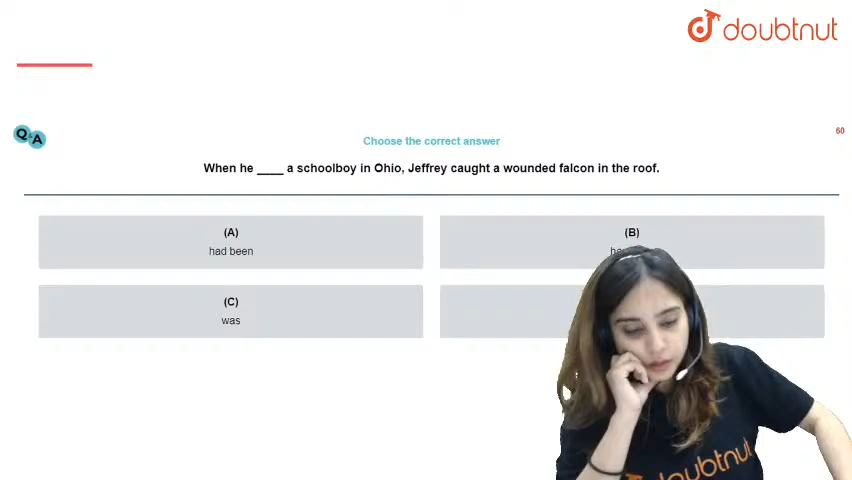 doubtnut
Q & A
60
Choose the correct answer
When he ____ a schoolboy in Ohio, Jeffrey caught a wounded falcon in the roof.
(A)
had been
(B)
(C)
was
doubtnut